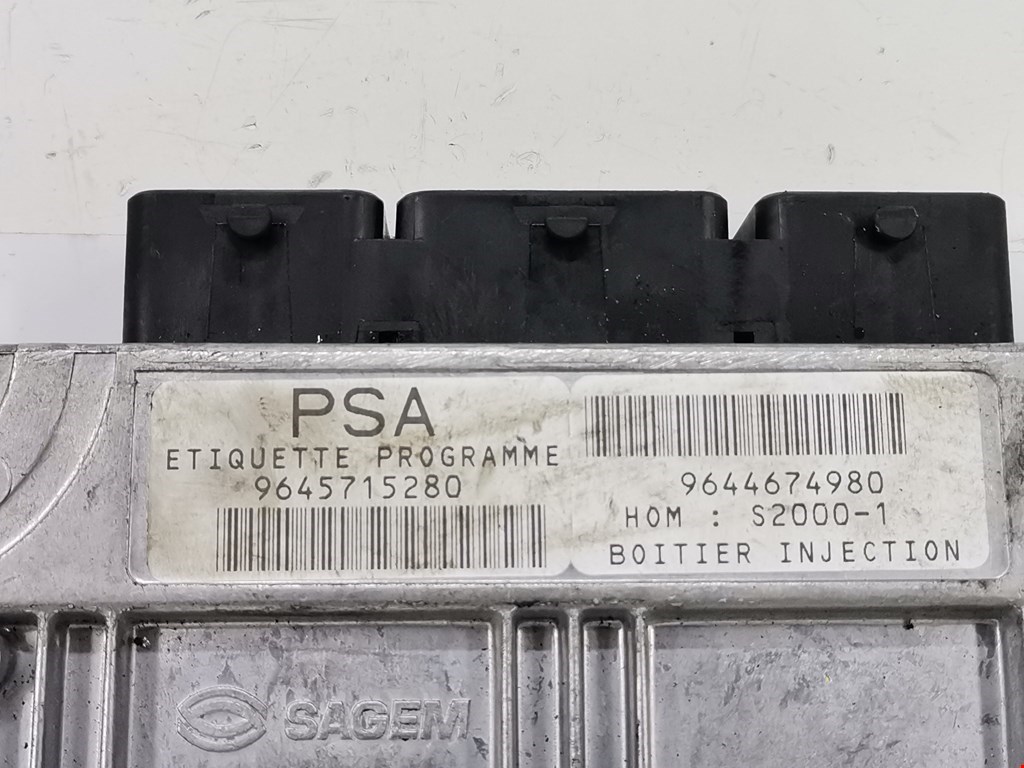 PSA
ETIQUETTE PROGRAMME
9645715280
9644674980
HOM : S2000-1
BOITIER INJECTION
SAGEM